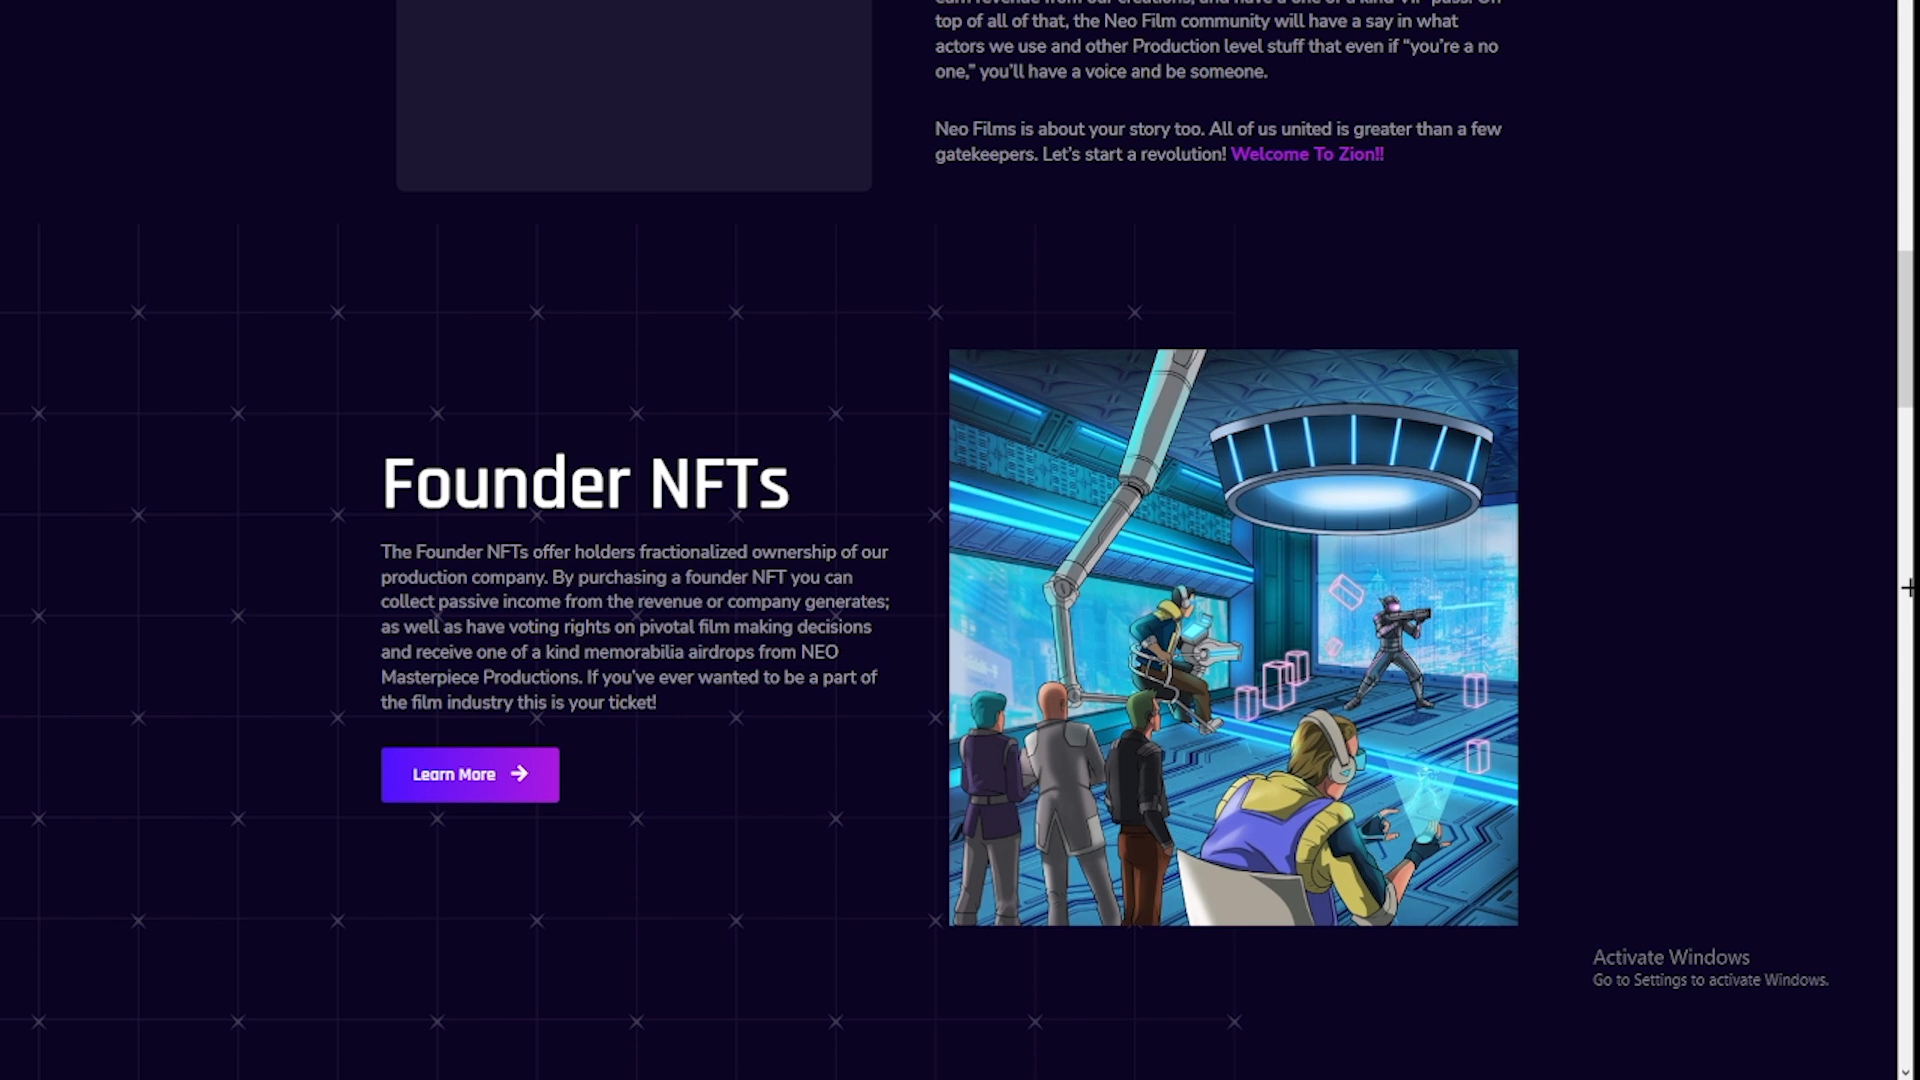 top of all of that, the Neo Film community will have a say in what
actors we use and other Production level stuff that even if “you’re a no
one,” you’ll have a voice and be someone.
Neo Films is about your story too. All of us united is greater than a few
gatekeepers. Let’s start a revolution! Welcome To Zion!!
Founder NFTs
The Founder NFTs offer holders fractionalized ownership of our
production company. By purchasing a founder NFT you can
collect passive income from the revenue or company generates;
as well as have voting rights on pivotal film making decisions
and receive one of a kind memorabilia airdrops from NEO
Masterpiece Productions. If you’ve ever wanted to be a part of
the film industry this is your ticket!
Learn More
Activate Windows
Go to Settings to activate Windows.